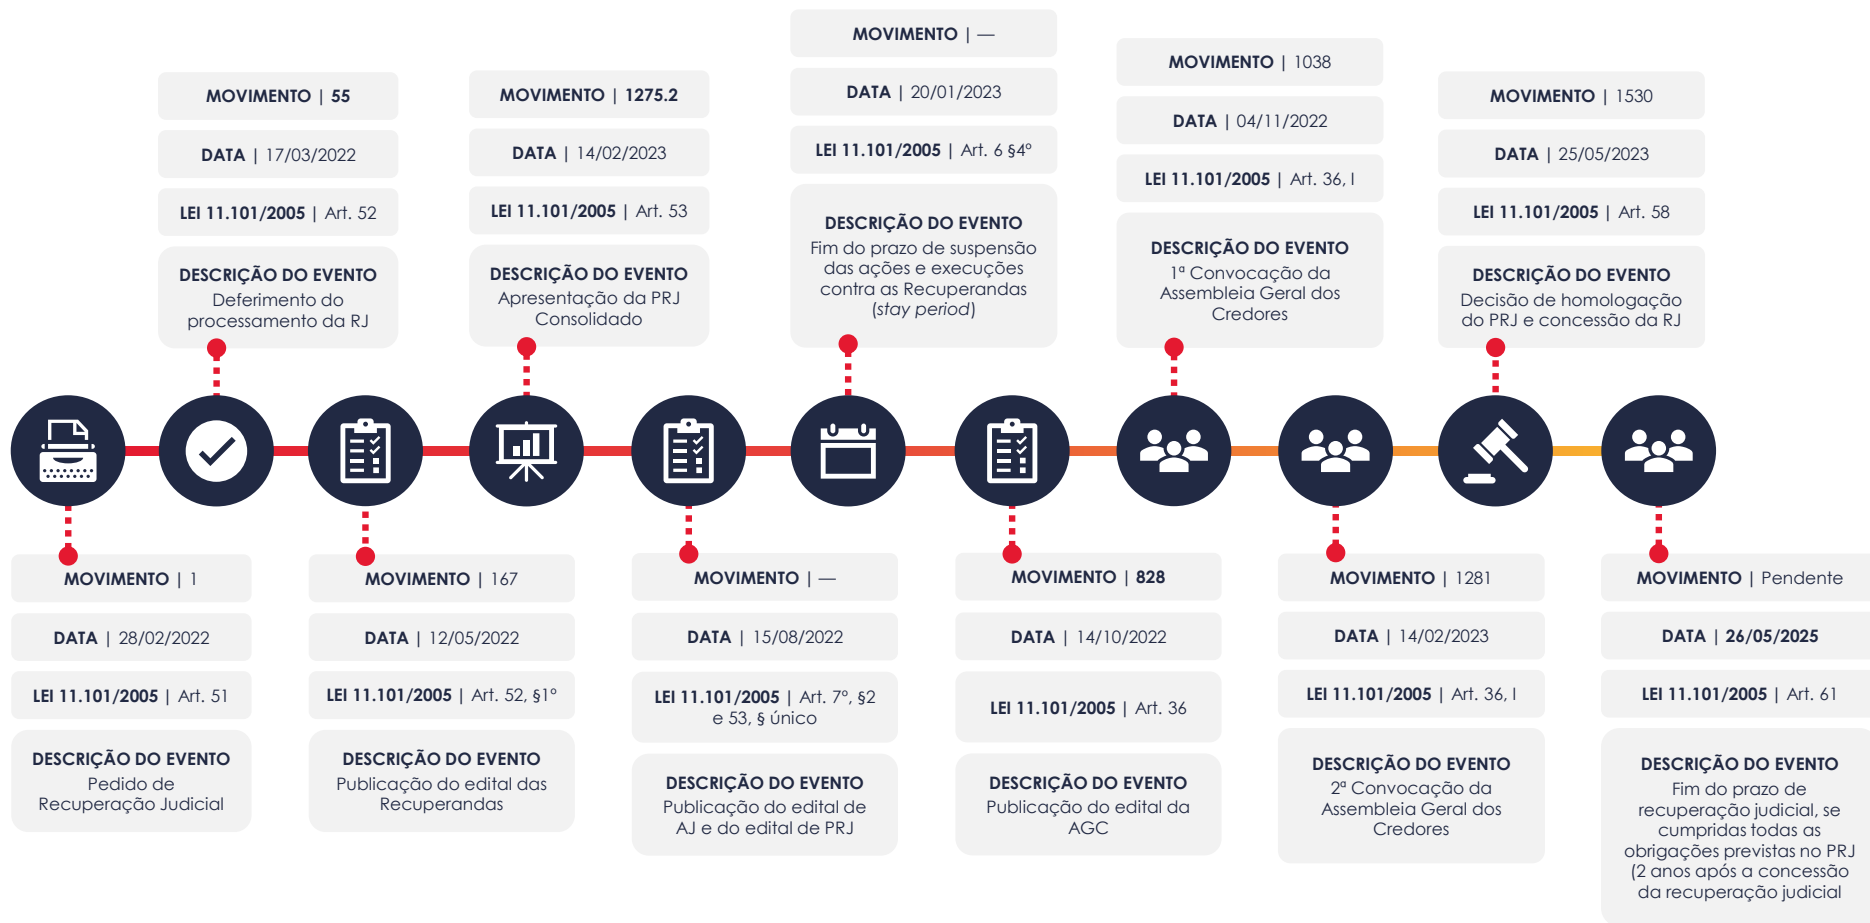 MOVIMENTO | 55
DATA | 17/03/2022
LEI 11.101/2005 | Art. 52
DESCRIÇÃO DO EVENTO
Deferimento do
processamento da RJ
MOVIMENTO | 1275.2
DATA | 14/02/2023
LEI 11.101/2005 | Art. 53
DESCRIÇÃO DO EVENTO
Apresentação da PRJ
Consolidado
MOVIMENTO | —
DATA | 20/01/2023
LEI 11.101/2005 | Art. 6 §4º
DESCRIÇÃO DO EVENTO
Fim do prazo de suspensão
das ações e execuções
contra as Recuperandas
(stay period)
MOVIMENTO | 1038
DATA | 04/11/2022
LEI 11.101/2005 | Art. 36, I
DESCRIÇÃO DO EVENTO
1ª Convocação da
Assembleia Geral dos
Credores
MOVIMENTO | 1530
DATA | 25/05/2023
LEI 11.101/2005 | Art. 58
DESCRIÇÃO DO EVENTO
Decisão de homologação
do PRJ e concessão da RJ
MOVIMENTO | 1
DATA | 28/02/2022
LEI 11.101/2005 | Art. 51
DESCRIÇÃO DO EVENTO
Pedido de
Recuperação Judicial
MOVIMENTO | 167
DATA | 12/05/2022
LEI 11.101/2005 | Art. 52, §1º
DESCRIÇÃO DO EVENTO
Publicação do edital das
Recuperandas
MOVIMENTO | —
DATA | 15/08/2022
LEI 11.101/2005 | Art. 7º, §2
e 53, § único
DESCRIÇÃO DO EVENTO
Publicação do edital de
AJ e do edital de PRJ
MOVIMENTO | 828
DATA | 14/10/2022
LEI 11.101/2005 | Art. 36
DESCRIÇÃO DO EVENTO
Publicação do edital da
AGC
MOVIMENTO | 1281
DATA | 14/02/2023
LEI 11.101/2005 | Art. 36, I
DESCRIÇÃO DO EVENTO
2ª Convocação da
Assembleia Geral dos
Credores
MOVIMENTO | Pendente
DATA | 26/05/2025
LEI 11.101/2005 | Art. 61
DESCRIÇÃO DO EVENTO
Fim do prazo de
recuperação judicial, se
cumpridas todas as
obrigações previstas no PRJ
(2 anos após a concessão
da recuperação judicial